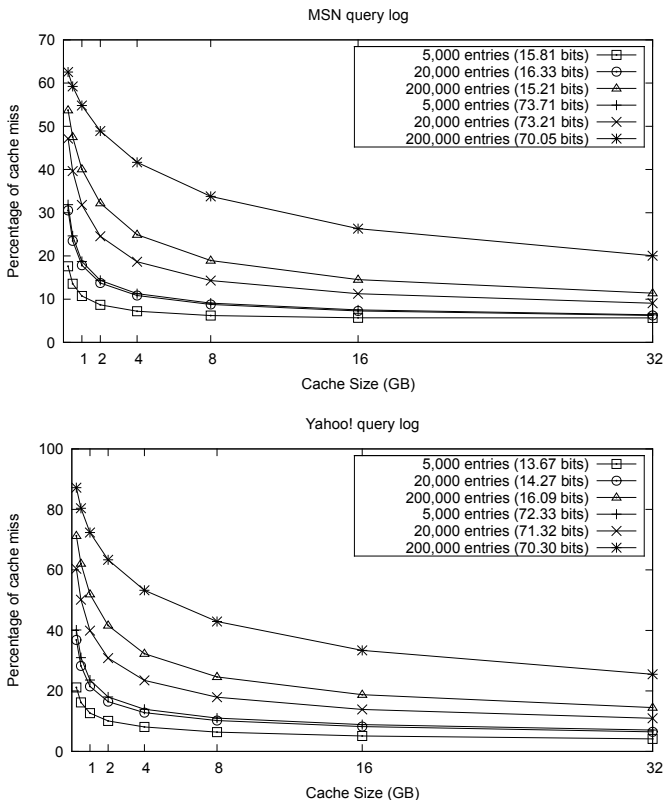 MSN query log
70
60
50
40
30
20
10
0
Percentage of cache miss
5,000 entries (15.81 bits)
20,000 entries (16.33 bits)
200,000 entries (15.21 bits)
5,000 entries (73.71 bits)
20,000 entries (73.21 bits)
200,000 entries (70.05 bits)
1 2 4 8 16 32
Cache Size (GB)
Yahoo! query log
100
80
60
40
20
0
Percentage of cache miss
5,000 entries (13.67 bits)
20,000 entries (14.27 bits)
200,000 entries (16.09 bits)
5,000 entries (72.33 bits)
20,000 entries (71.32 bits)
200,000 entries (70.30 bits)
1 2 4 8 16 32
Cache Size (GB)